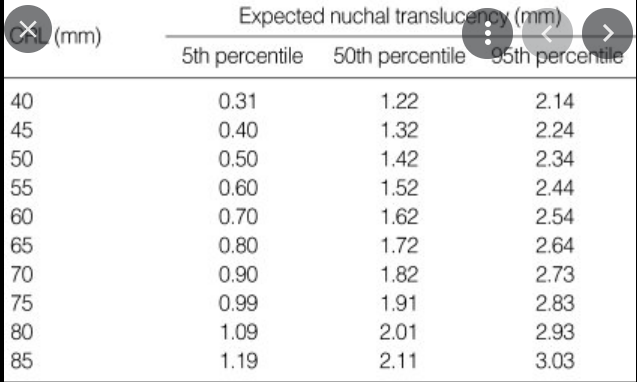 Expected nuchal translucency (mm)
CRL (mm)
5th percentile 50th percentile 95th percentile
40 0.31 1.22 2.14
45 0.40 1.32 2.24
50 0.50 1.42 2.34
55 0.60 1.52 2.44
60 0.70 1.62 2.54
65 0.80 1.72 2.64
70 0.90 1.82 2.73
75 0.99 1.91 2.83
80 1.09 2.01 2.93
85 1.19 2.11 3.03